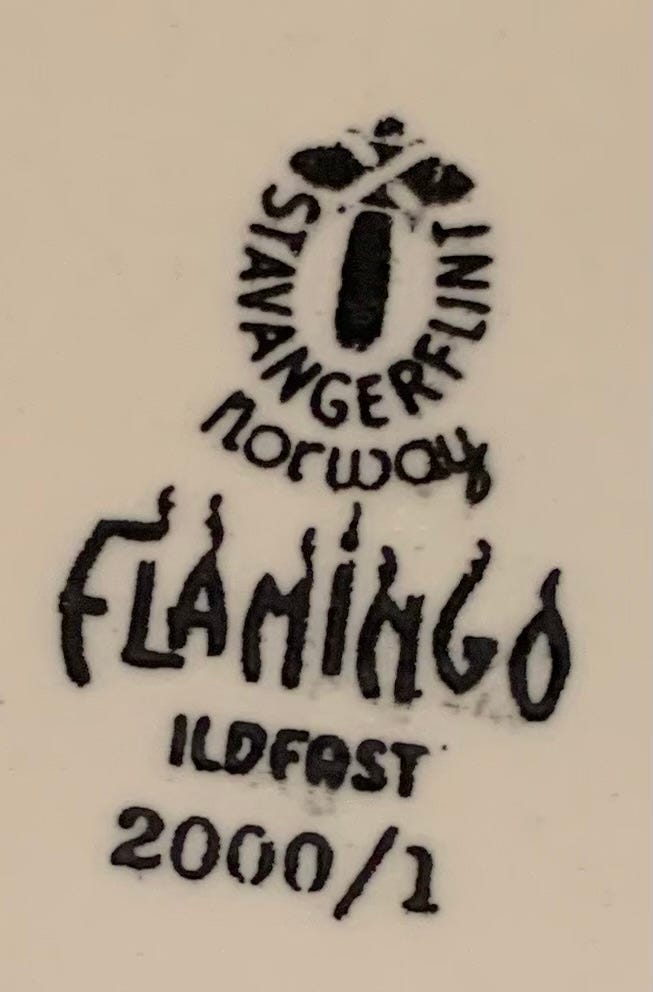 STAVANGERFLINT
norway
FLAMINGO
ILDFAST
2000/1